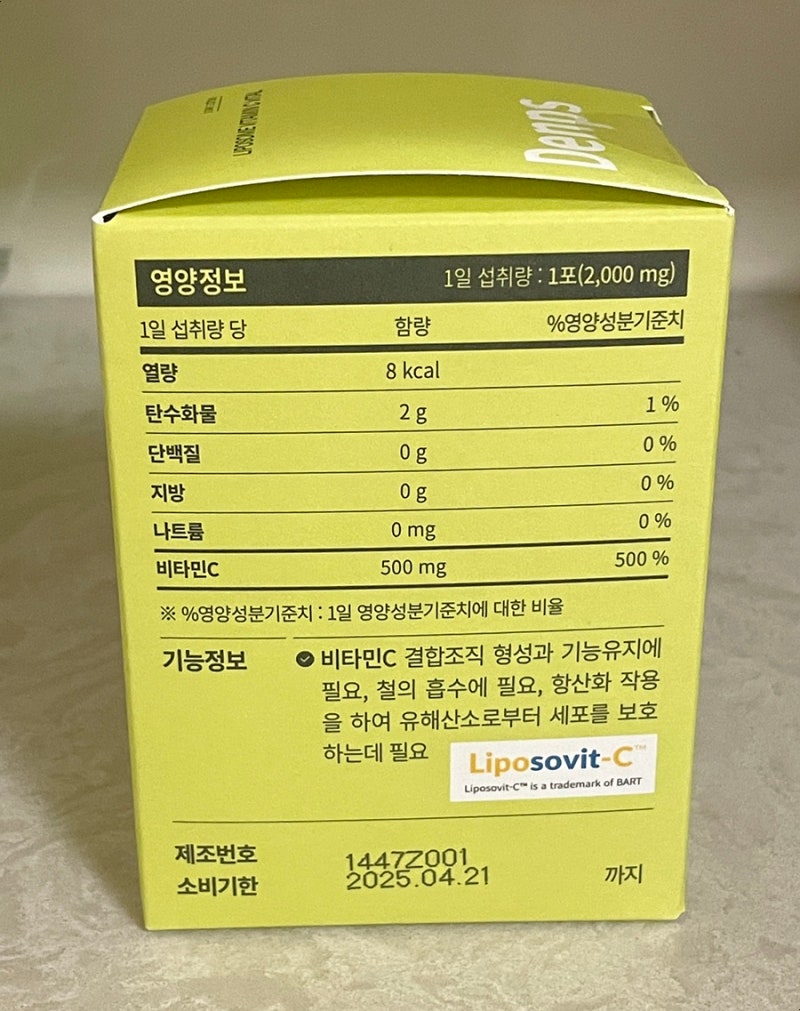 LIPOSOME VITAMIN C VITAL
Denps
영양정보 1일 섭취량 : 1포(2,000 mg)
1일 섭취량 당 함량 %영양성분기준치
열량 8 kcal
탄수화물 2 g 1 %
단백질 0 g 0 %
지방 0 g 0 %
나트륨 0 mg 0 %
비타민C 500 mg 500 %
※ %영양성분기준치 : 1일 영양성분기준치에 대한 비율
기능정보 비타민C 결합조직 형성과 기능유지에
필요, 철의 흡수에 필요, 항산화 작용
을 하여 유해산소로부터 세포를 보호
하는데 필요
Liposovit-C™
Liposovit-C™ is a trademark of BART
제조번호 1447Z001
소비기한 2025.04.21 까지